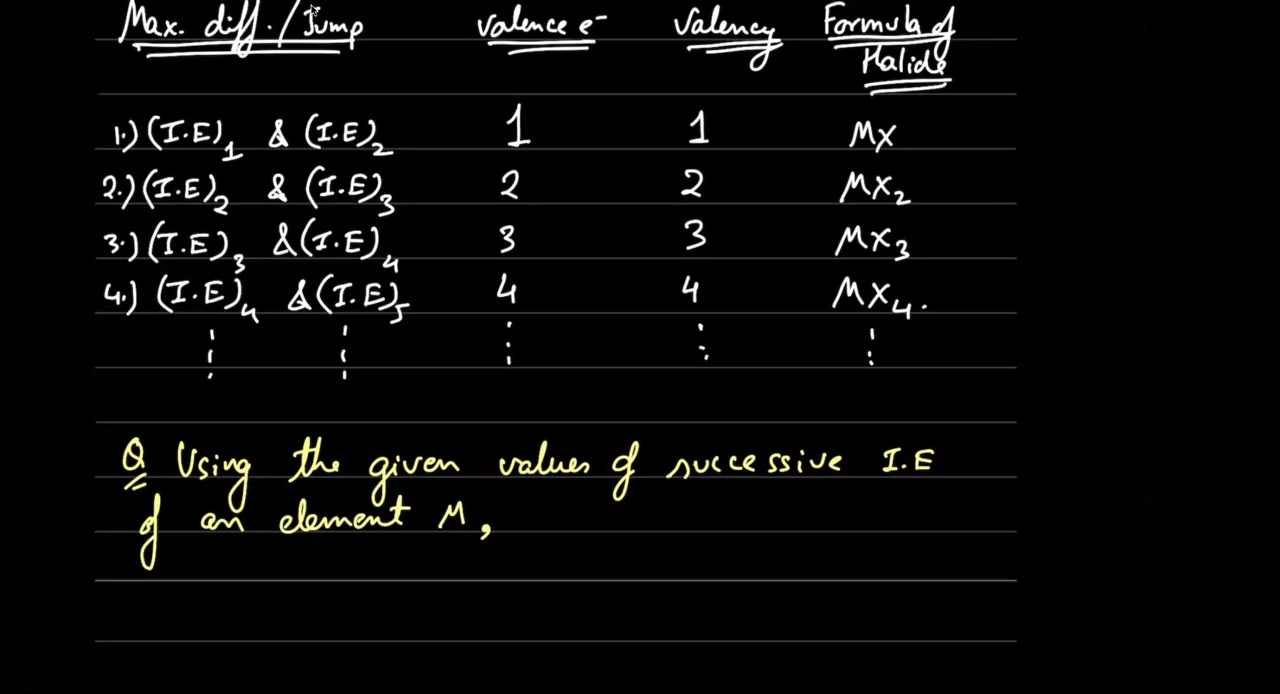 Max. diff./Jump valence e⁻ valency Formula of
Halide
1.) (I.E)₁ & (I.E)₂ 1 1 MX
2.) (I.E)₂ & (I.E)₃ 2 2 MX₂
3.) (I.E)₃ & (I.E)₄ 3 3 MX₃
4.) (I.E)₄ & (I.E)₅ 4 4 MX₄.
Q Using the given values of successive I.E
of an element M,